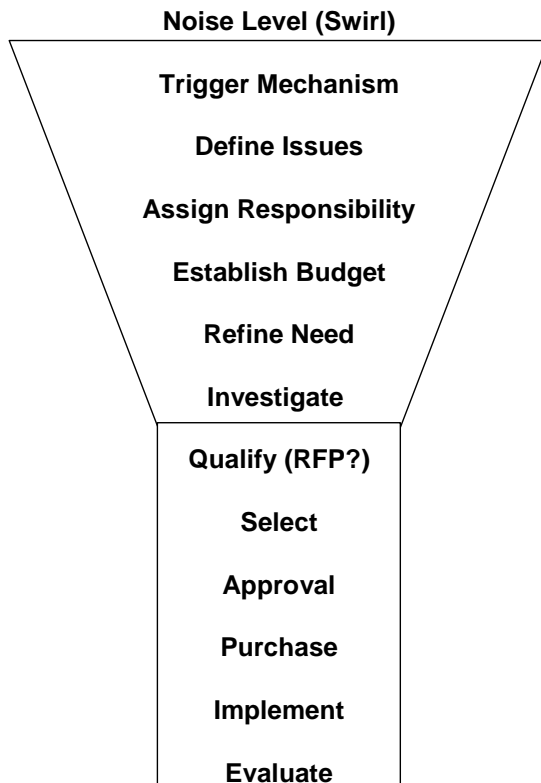 Noise Level (Swirl)
Trigger Mechanism
Define Issues
Assign Responsibility
Establish Budget
Refine Need
Investigate
Qualify (RFP?)
Select
Approval
Purchase
Implement
Evaluate